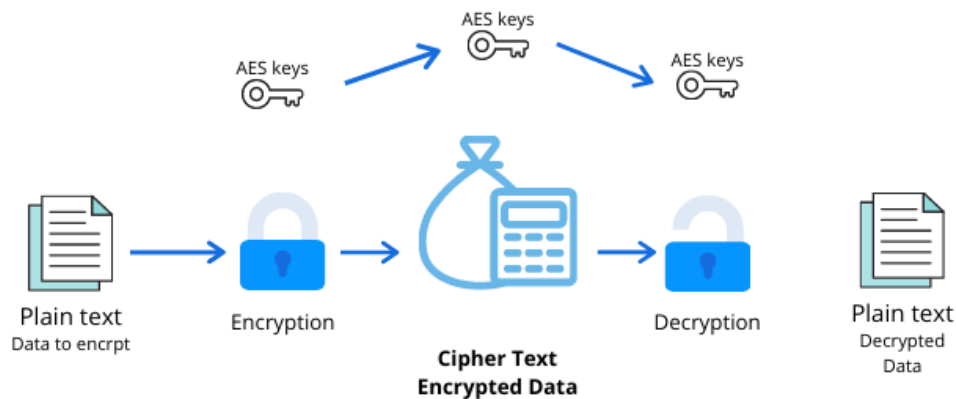 AES keys
AES keys
AES keys
Plain text
Data to encrpt
Encryption
Cipher Text
Encrypted Data
Decryption
Plain text
Decrypted
Data